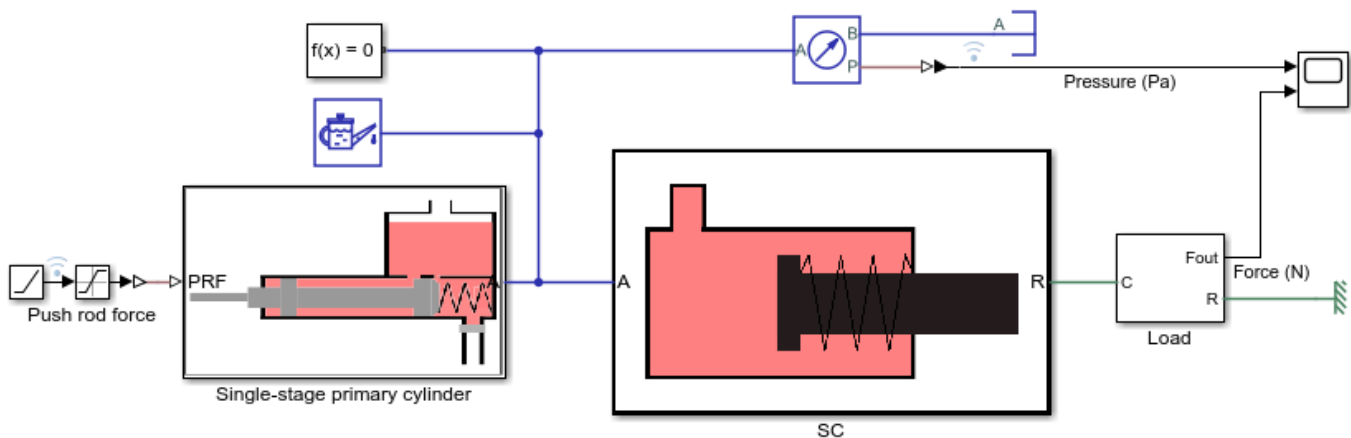 A
f(x) = 0
A
B
P
Pressure (Pa)
PRF
A
Push rod force
Single-stage primary cylinder
A
R
SC
C
Fout
R
Force (N)
Load